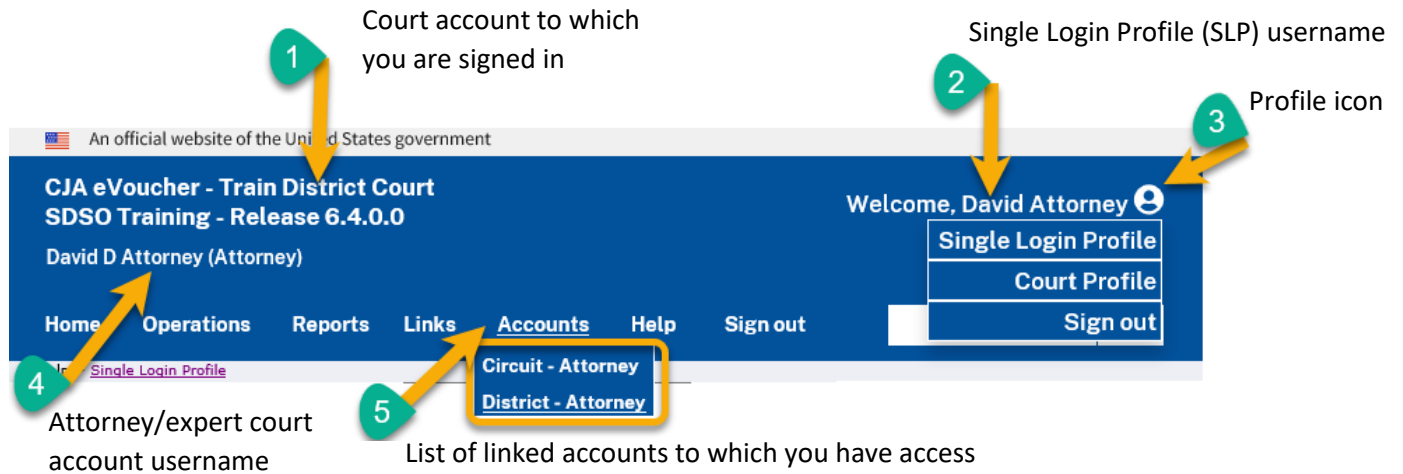 Court account to which
you are signed in
1
Single Login Profile (SLP) username
2
Profile icon
3
An official website of the United States government
CJA eVoucher - Train District Court
SDSO Training - Release 6.4.0.0
Welcome, David Attorney
Single Login Profile
Court Profile
Sign out
David D Attorney (Attorney)
Home Operations Reports Links Accounts Help Sign out
Single Login Profile
Circuit - Attorney
District - Attorney
4
5
Attorney/expert court
account username
List of linked accounts to which you have access